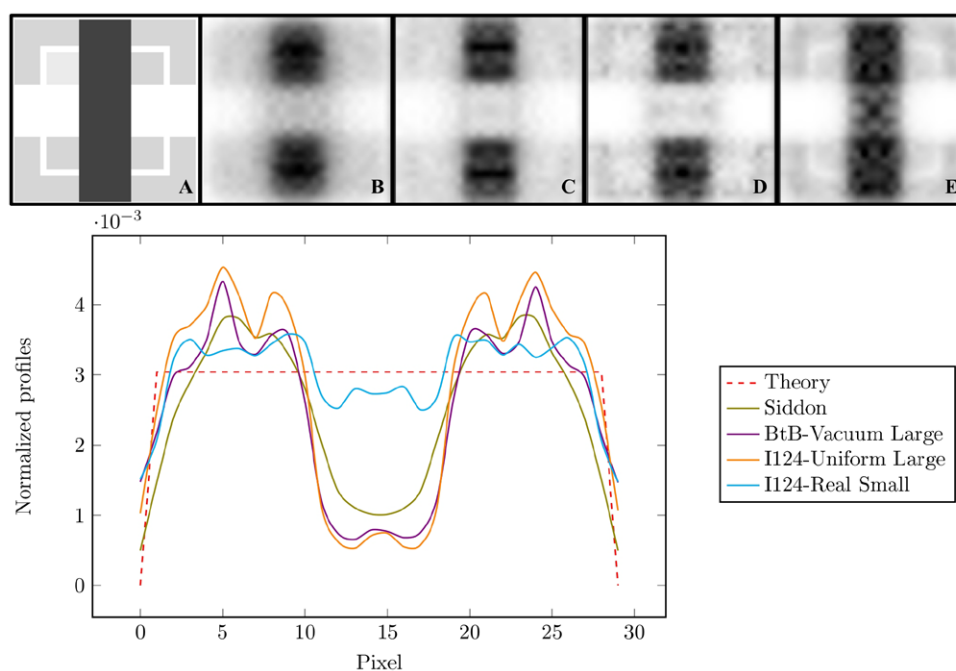 A B C D E
·10−3
4
3
2
1
0
Normalized profiles
0 5 10 15 20 25 30
Pixel
Theory
Siddon
BtB-Vacuum Large
I124-Uniform Large
I124-Real Small